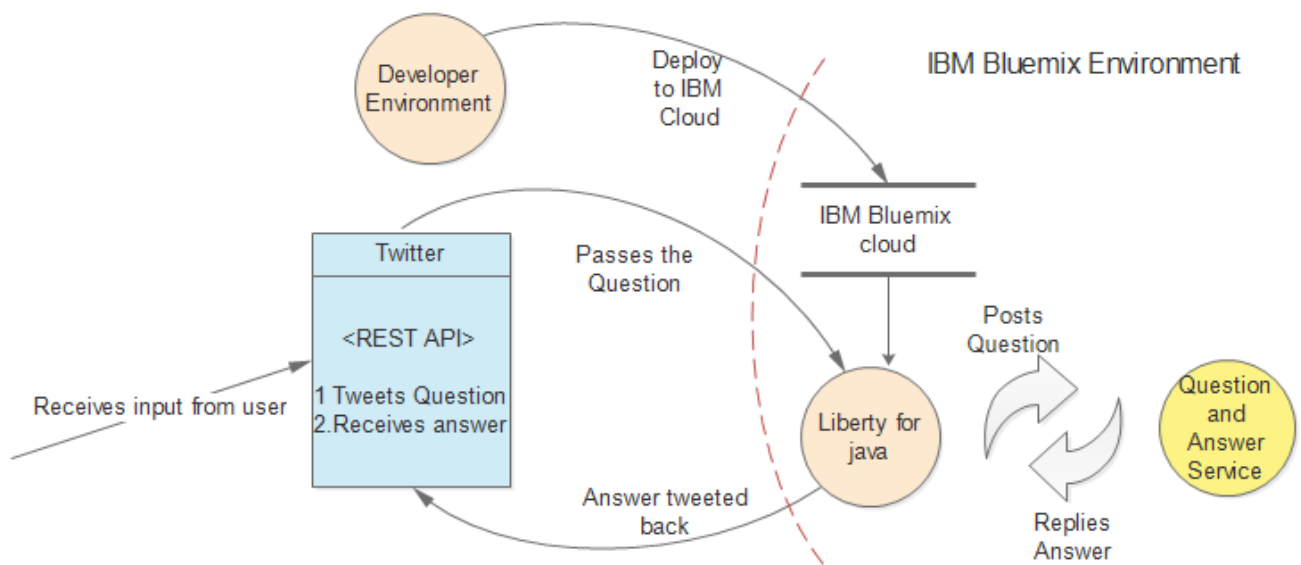 Developer
Environment
Deploy
to IBM
Cloud
IBM Bluemix Environment
IBM Bluemix
cloud
Twitter
<REST API>
1 Tweets Question
2.Receives answer
Passes the
Question
Receives input from user
Posts
Question
Liberty for
java
Question
and
Answer
Service
Answer tweeted
back
Replies
Answer